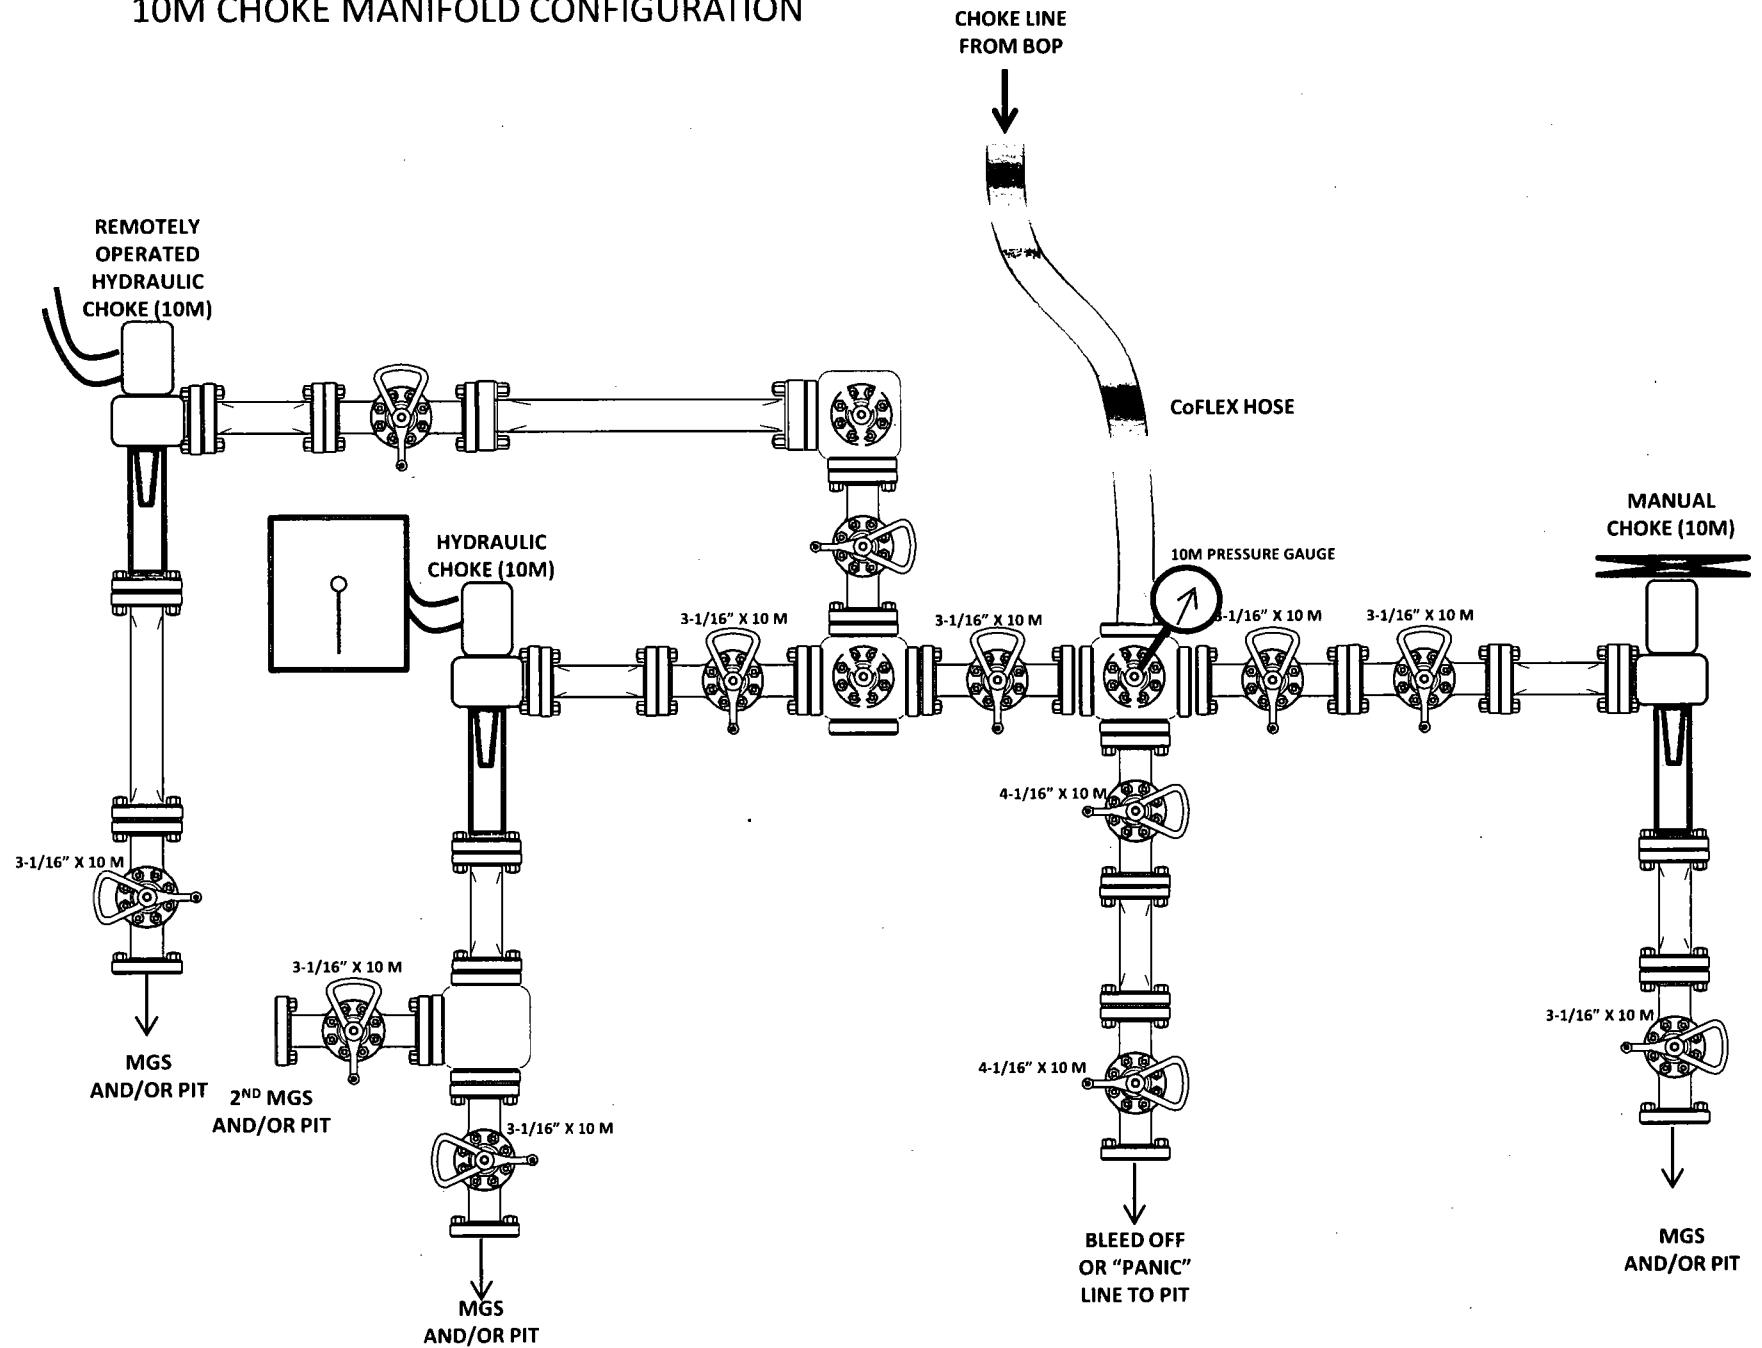 10M CHOKE MANIFOLD CONFIGURATION
CHOKE LINE
FROM BOP
REMOTELY
OPERATED
HYDRAULIC
CHOKE (10M)
CoFLEX HOSE
MANUAL
CHOKE (10M)
HYDRAULIC
CHOKE (10M)
10M PRESSURE GAUGE
3-1/16” X 10 M
3-1/16” X 10 M
3-1/16” X 10 M
3-1/16” X 10 M
4-1/16” X 10 M
3-1/16” X 10 M
3-1/16” X 10 M
3-1/16” X 10 M
4-1/16” X 10 M
MGS
AND/OR PIT
2ND MGS
AND/OR PIT
3-1/16” X 10 M
BLEED OFF
OR “PANIC”
LINE TO PIT
MGS
AND/OR PIT
MGS
AND/OR PIT